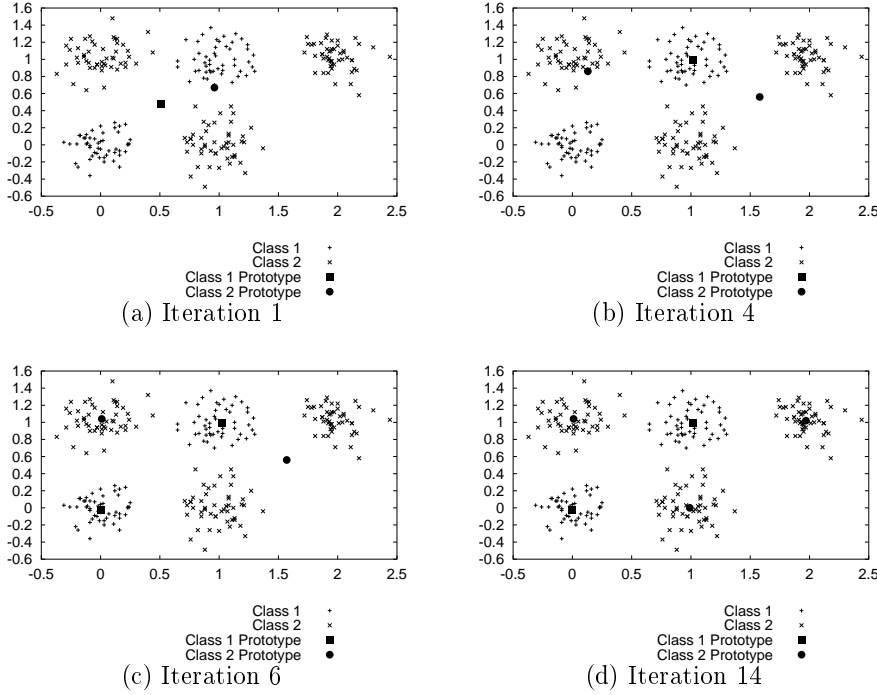 1.6
1.4
1.2
1
0.8
0.6
0.4
0.2
0
-0.2
-0.4
-0.6
-0.5 0 0.5 1 1.5 2 2.5
Class 1
Class 2
Class 1 Prototype
Class 2 Prototype
(a) Iteration 1
1.6
1.4
1.2
1
0.8
0.6
0.4
0.2
0
-0.2
-0.4
-0.6
-0.5 0 0.5 1 1.5 2 2.5
Class 1
Class 2
Class 1 Prototype
Class 2 Prototype
(b) Iteration 4
1.6
1.4
1.2
1
0.8
0.6
0.4
0.2
0
-0.2
-0.4
-0.6
-0.5 0 0.5 1 1.5 2 2.5
Class 1
Class 2
Class 1 Prototype
Class 2 Prototype
(c) Iteration 6
1.6
1.4
1.2
1
0.8
0.6
0.4
0.2
0
-0.2
-0.4
-0.6
-0.5 0 0.5 1 1.5 2 2.5
Class 1
Class 2
Class 1 Prototype
Class 2 Prototype
(d) Iteration 14